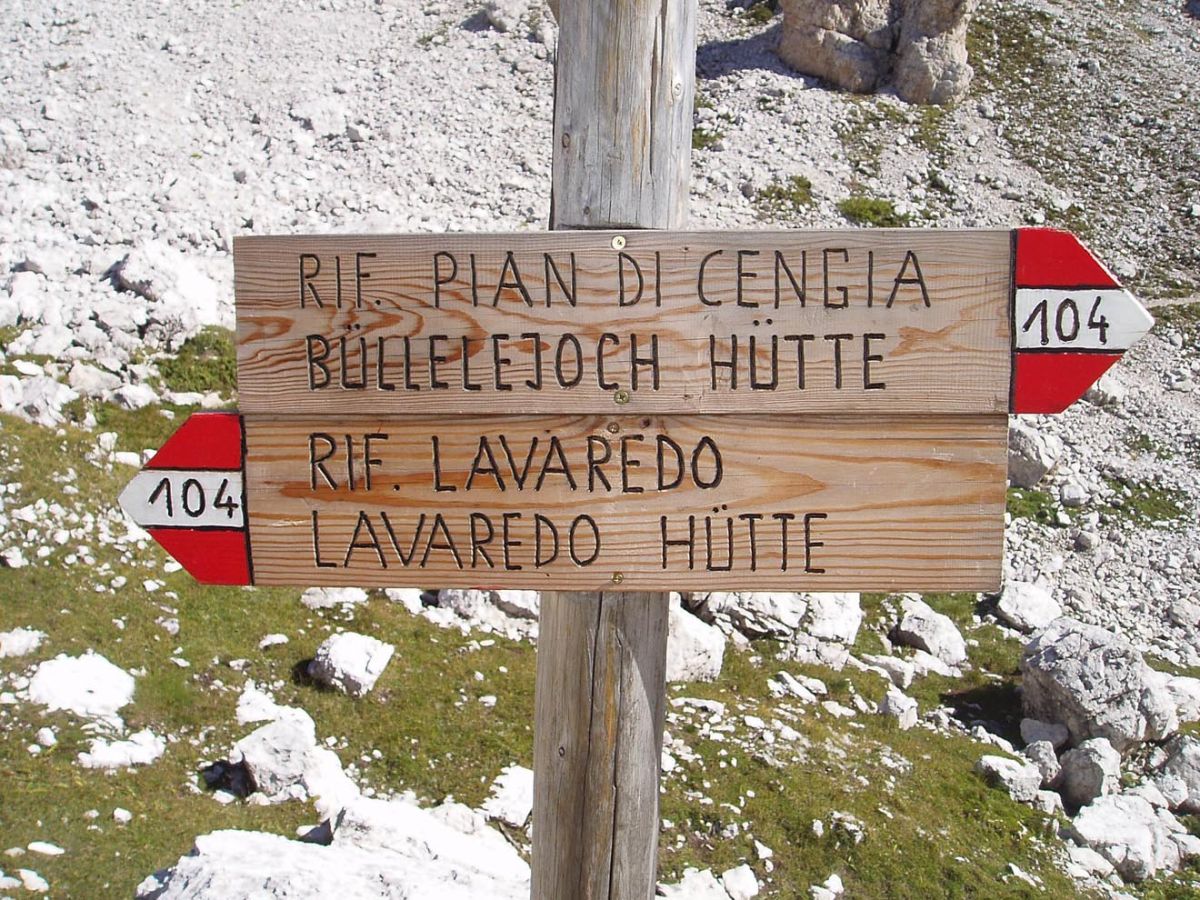 RIF. PIAN DI CENGIA
BÜLLELEJOCH HÜTTE
104
RIF. LAVAREDO
LAVAREDO HÜTTE
104